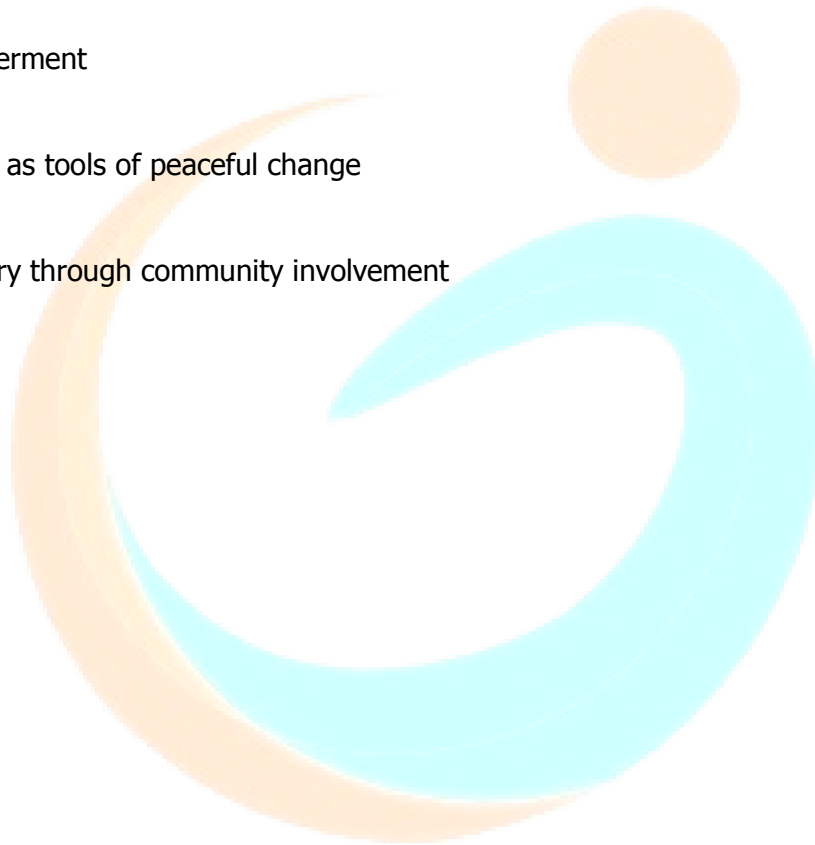 erment
as tools of peaceful change
ry through community involvement